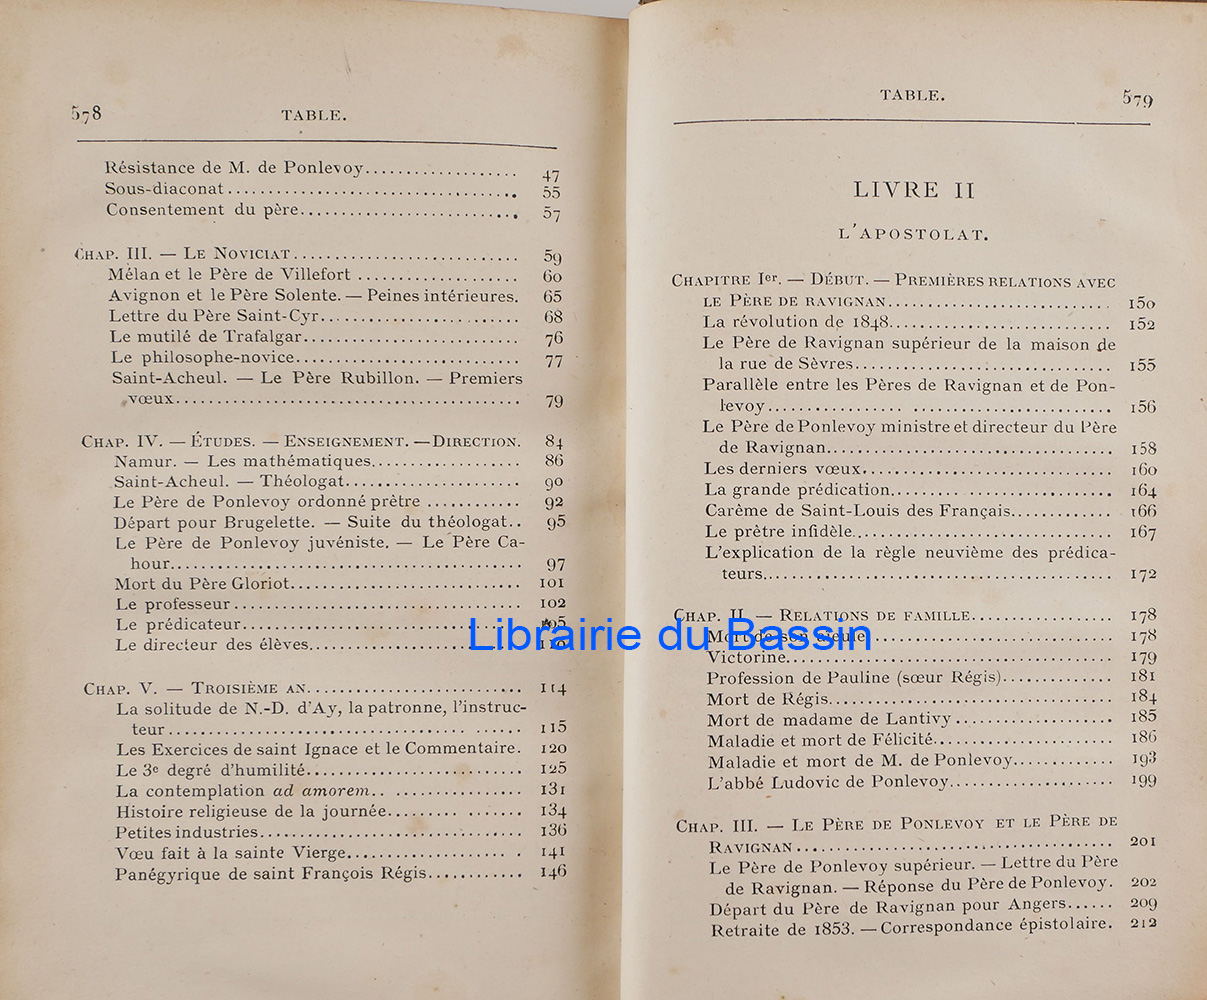 578
TABLE.
Résistance de M. de Ponlevoy................... 47
Sous-diaconat................................... 55
Consentement du père.......................... 57
CHAP. III. — LE NOVICIAT............................ 59
Mélan et le Père de Villefort .................... 60
Avignon et le Père Solente. — Peines intérieures. 65
Lettre du Père Saint-Cyr........................ 68
Le mutilé de Trafalgar........................... 76
Le philosophe-novice............................ 77
Saint-Acheul. — Le Père Rubillon. — Premiers
vœux.......................................... 79
CHAP. IV. — ÉTUDES. — ENSEIGNEMENT. — DIRECTION. 84
Namur. — Les mathématiques.................. 86
Saint-Acheul. — Théologat...................... 90
Le Père de Ponlevoy ordonné prêtre ............ 92
Départ pour Brugelette. — Suite du théologat.. 95
Le Père de Ponlevoy juvéniste. — Le Père Ca-
hour........................................... 97
Mort du Père Gloriot............................ 101
Le professeur................................... 102
Le prédicateur.................................. 105
Le directeur des élèves..........................
CHAP. V. — TROISIÈME AN........................... 114
La solitude de N.-D. d'Ay, la patronne, l'instruc-
teur........................................... 115
Les Exercices de saint Ignace et le Commentaire. 120
Le 3e degré d'humilité........................... 125
La contemplation ad amorem.. ................ 131
Histoire religieuse de la journée................. 134
Petites industries................................ 136
Vœu fait à la sainte Vierge...................... 141
Panégyrique de saint François Régis............ 146
TABLE.
579
LIVRE II
L'APOSTOLAT.
CHAPITRE Ier. — DÉBUT. — PREMIÈRES RELATIONS AVEC
LE PÈRE DE RAVIGNAN........................... 150
La révolution de 1848........................... 152
Le Père de Ravignan supérieur de la maison de
la rue de Sèvres............................... 155
Parallèle entre les Pères de Ravignan et de Pon-
levoy.......................................... 156
Le Père de Ponlevoy ministre et directeur du Père
de Ravignan................................... 158
Les derniers vœux............................... 160
La grande prédication........................... 164
Carême de Saint-Louis des Français............ 166
Le prêtre infidèle................................ 167
L'explication de la règle neuvième des prédica-
teurs........................................... 172
CHAP. II. — RELATIONS DE FAMILLE.................. 178
Mort de son aïeule.............................. 178
Victorine........................................ 179
Profession de Pauline (sœur Régis).............. 181
Mort de Régis................................... 184
Mort de madame de Lantivy.................... 185
Maladie et mort de Félicité...................... 186
Maladie et mort de M. de Ponlevoy............ 193
L'abbé Ludovic de Ponlevoy.................... 199
CHAP. III. — LE PÈRE DE PONLEVOY ET LE PÈRE DE
RAVIGNAN....................................... 201
Le Père de Ponlevoy supérieur. — Lettre du Père
de Ravignan. — Réponse du Père de Ponlevoy. 202
Départ du Père de Ravignan pour Angers...... 209
Retraite de 1853. — Correspondance épistolaire. 212
Librairie du Bassin